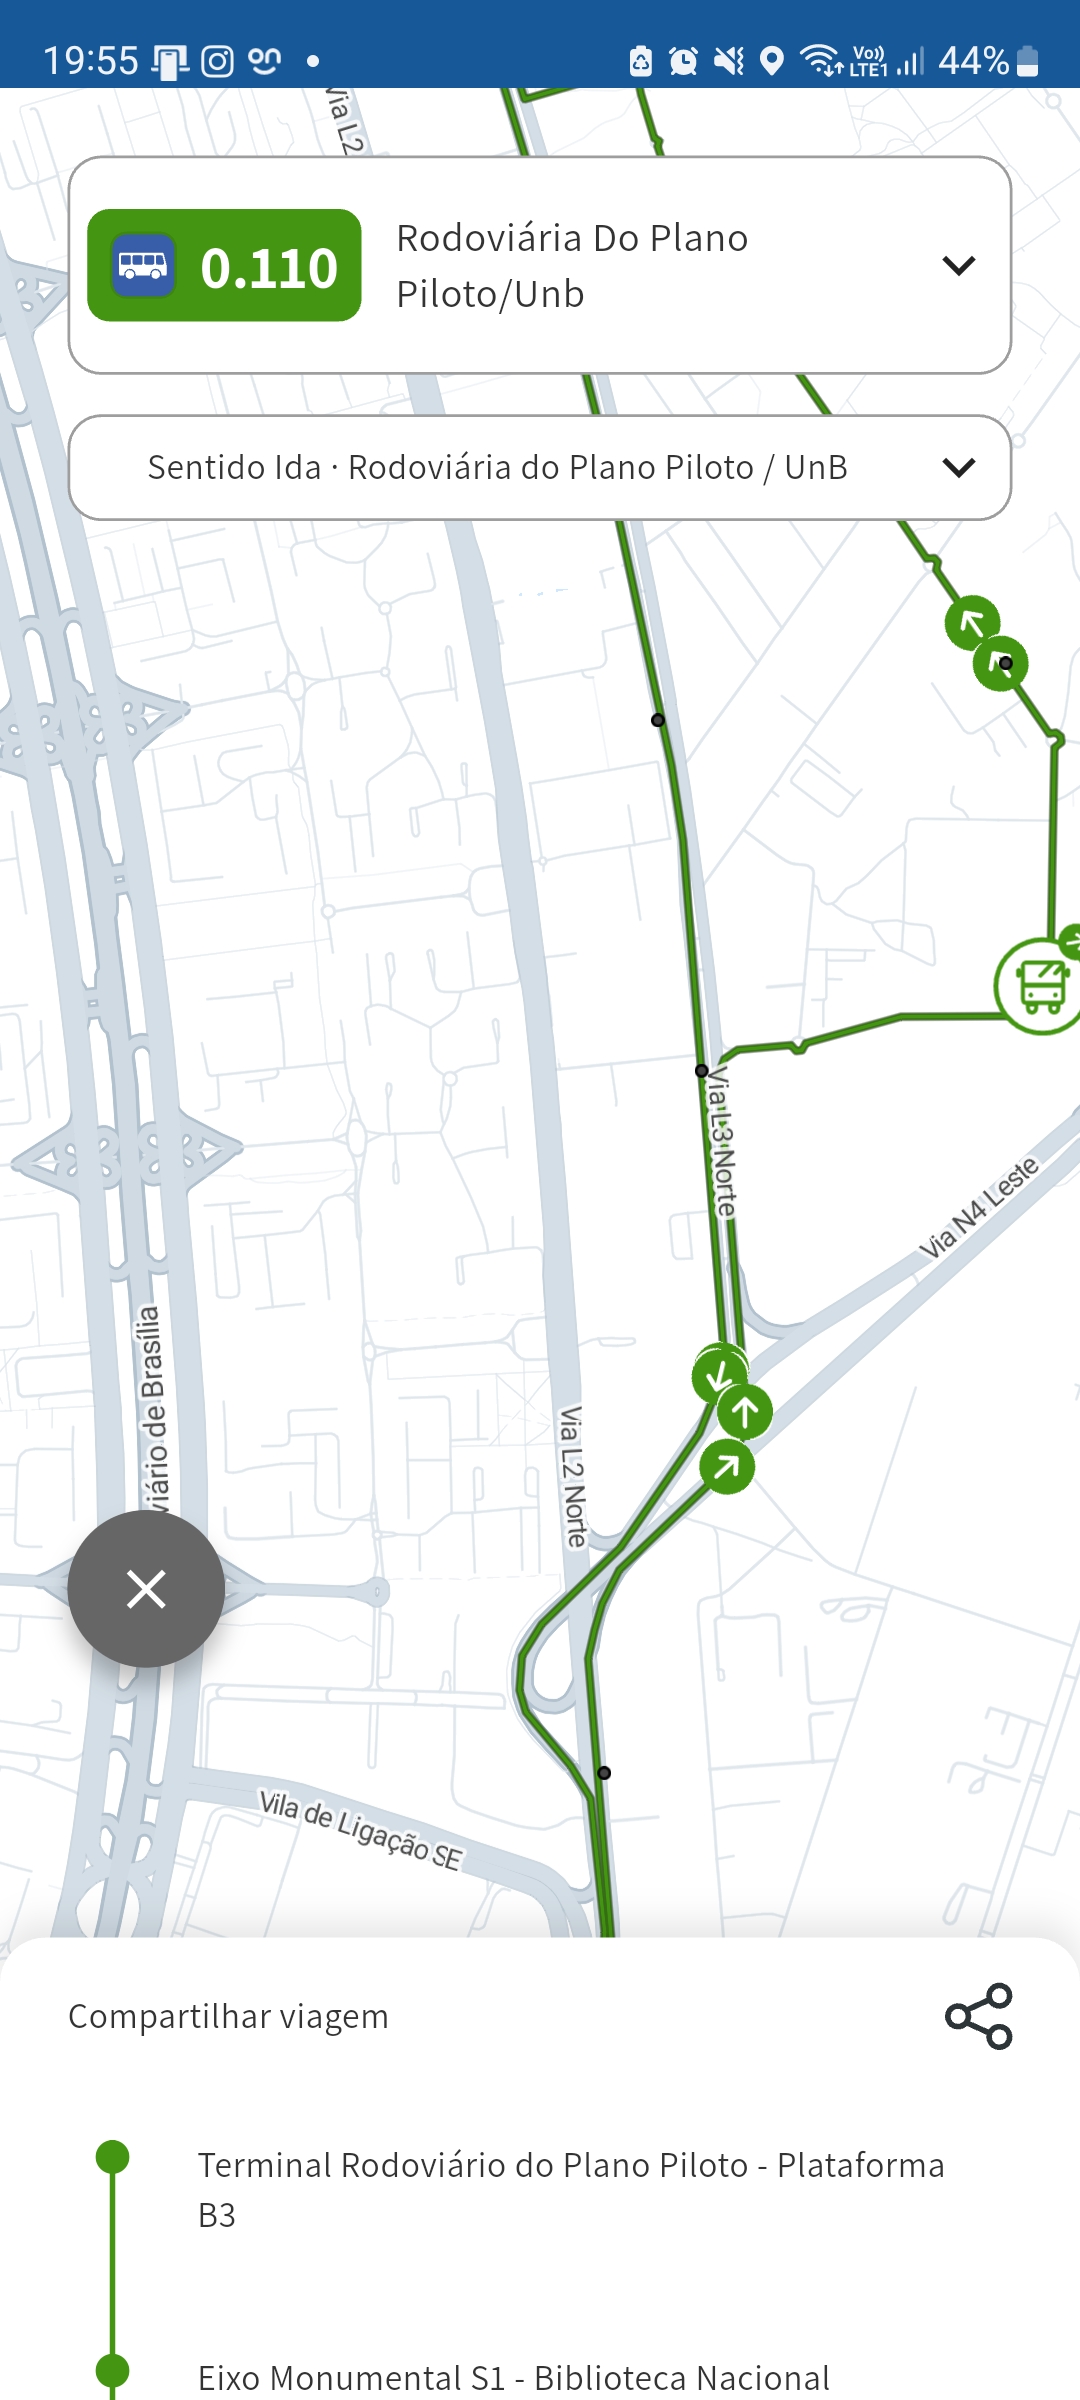 19:55
Vo))
LTE1
44%
Via L2
0.110
Rodoviária Do Plano
Piloto/Unb
Sentido Ida · Rodoviária do Plano Piloto / UnB
Via L3 Norte
Via N4 Leste
viário de Brasília
Via L2 Norte
Vila de Ligação SE
Compartilhar viagem
Terminal Rodoviário do Plano Piloto - Plataforma
B3
Eixo Monumental S1 - Biblioteca Nacional